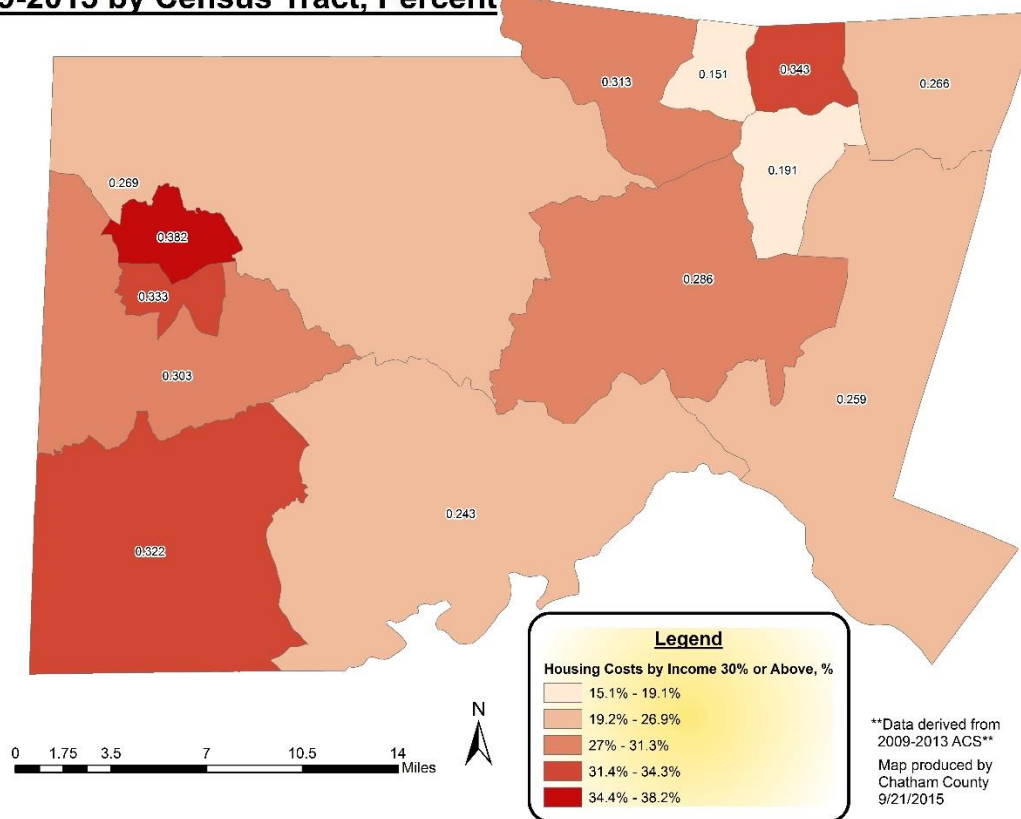 9-2013 by Census Tract, Percent
0.151
0.343
0.313
0.266
0.191
0.269
0.382
0.286
0.333
0.303
0.259
0.243
0.322
Legend
Housing Costs by Income 30% or Above, %
15.1% - 19.1%
19.2% - 26.9%
27% - 31.3%
31.4% - 34.3%
34.4% - 38.2%
N
0 1.75 3.5 7 10.5 14
Miles
**Data derived from
2009-2013 ACS**
Map produced by
Chatham County
9/21/2015